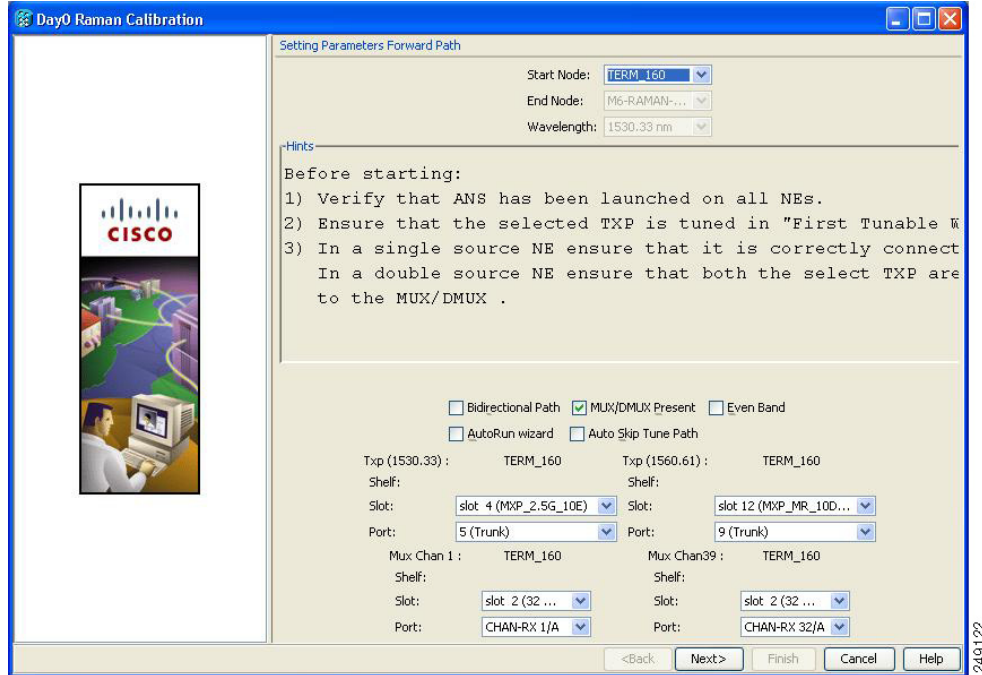 Day0 Raman Calibration
CISCO
Setting Parameters Forward Path
Start Node: TERM_160
End Node: M6-RAMAN-...
Wavelength: 1530.33 nm
Hints
Before starting:
1) Verify that ANS has been launched on all NEs.
2) Ensure that the selected TXP is tuned in "First Tunable W
3) In a single source NE ensure that it is correctly connect
In a double source NE ensure that both the select TXP are
to the MUX/DMUX .
Bidirectional Path MUX/DMUX Present Even Band
AutoRun wizard Auto Skip Tune Path
Txp (1530.33) : TERM_160 Txp (1560.61) : TERM_160
Shelf: Shelf:
Slot: slot 4 (MXP_2.5G_10E) Slot: slot 12 (MXP_MR_10D...
Port: 5 (Trunk) Port: 9 (Trunk)
Mux Chan 1 : TERM_160 Mux Chan39 : TERM_160
Shelf: Shelf:
Slot: slot 2 (32 ... Slot: slot 2 (32 ...
Port: CHAN-RX 1/A Port: CHAN-RX 32/A
<Back Next> Finish Cancel Help
249122